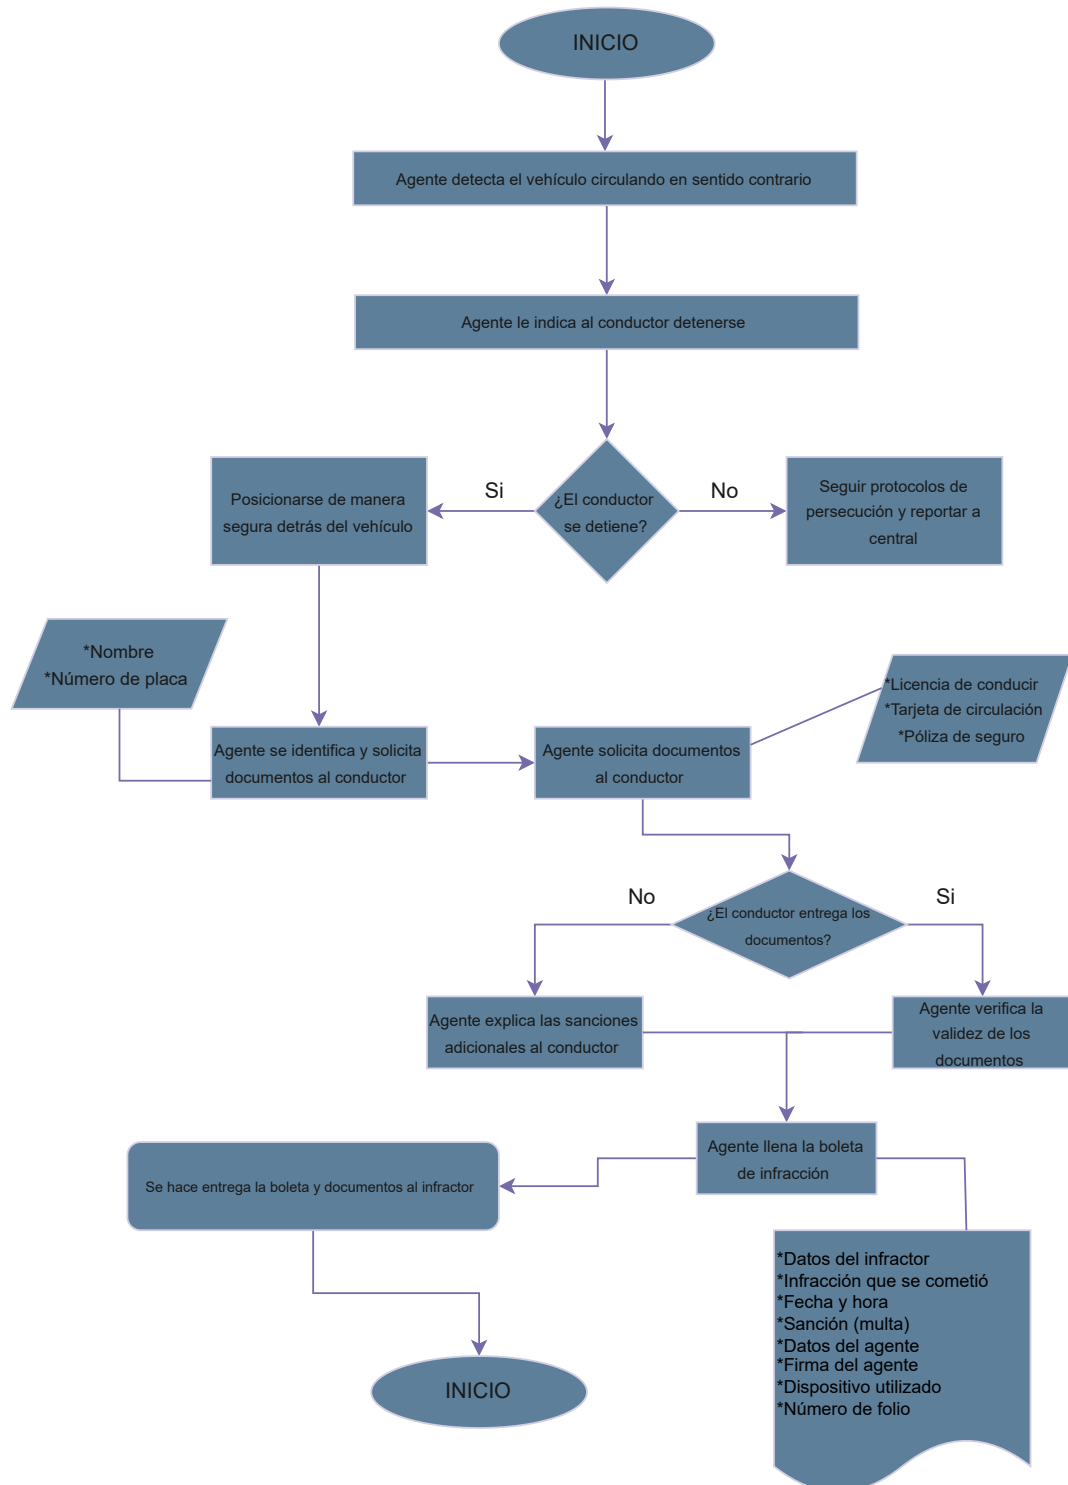 INICIO
Agente detecta el vehículo circulando en sentido contrario
Agente le indica al conductor detenerse
¿El conductor
se detiene?
Si
No
Posicionarse de manera
segura detrás del vehículo
Seguir protocolos de
persecución y reportar a
central
*Nombre
*Número de placa
Agente se identifica y solicita
documentos al conductor
Agente solicita documentos
al conductor
*Licencia de conducir
*Tarjeta de circulación
*Póliza de seguro
¿El conductor entrega los
documentos?
No
Si
Agente explica las sanciones
adicionales al conductor
Agente verifica la
validez de los
documentos
Agente llena la boleta
de infracción
Se hace entrega la boleta y documentos al infractor
*Datos del infractor
*Infracción que se cometió
*Fecha y hora
*Sanción (multa)
*Datos del agente
*Firma del agente
*Dispositivo utilizado
*Número de folio
INICIO